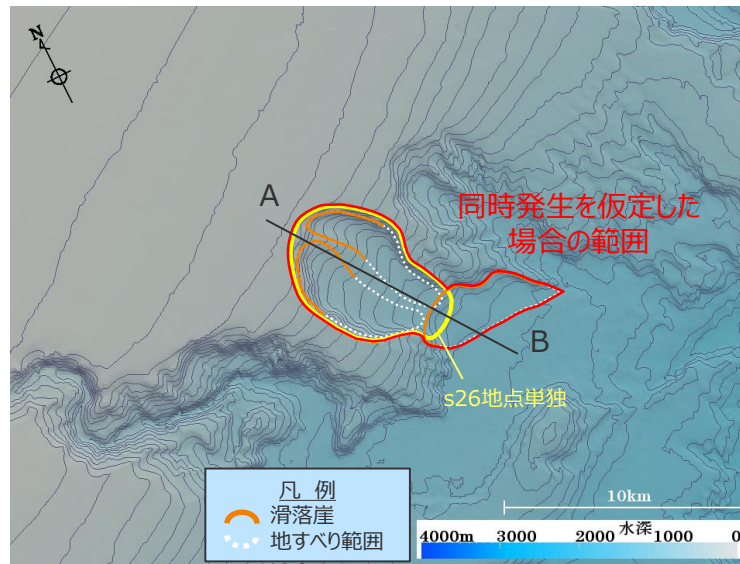 N
A
同時発生を仮定した
場合の範囲
B
s26地点単独
凡 例
滑落崖
地すべり範囲
10km
水深
4000m 3000 2000 1000 0